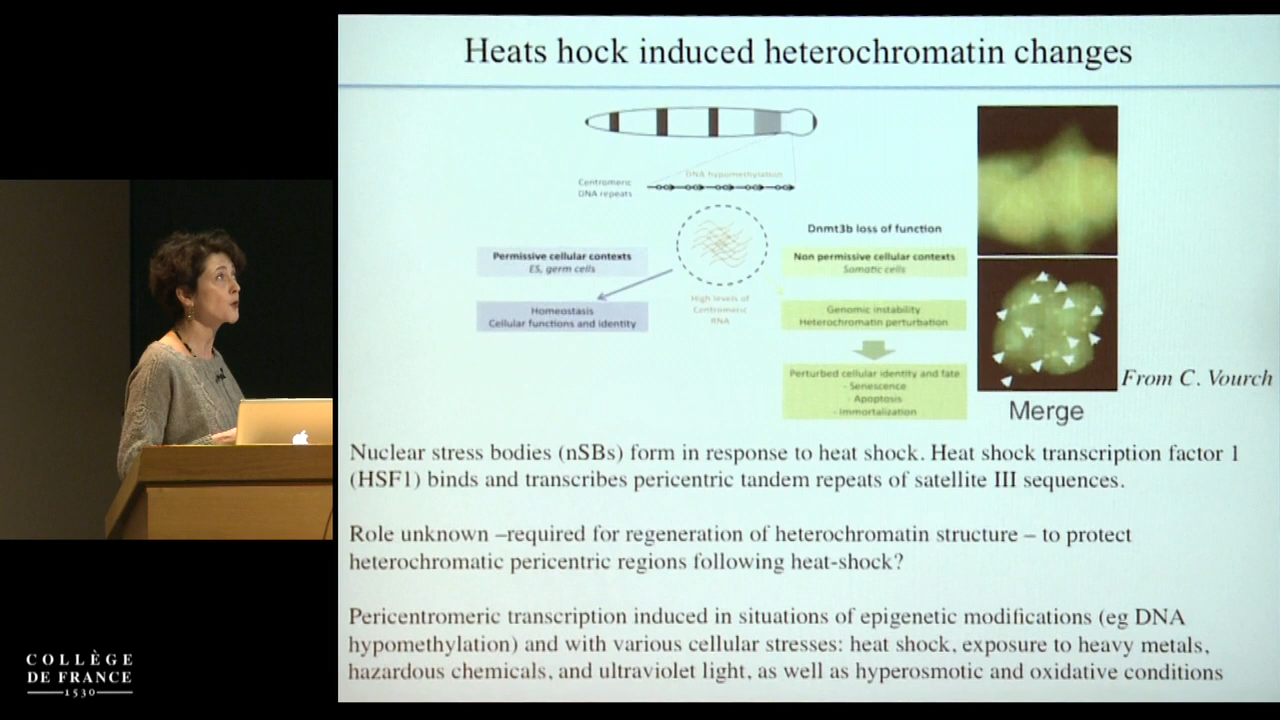 Heats hock induced heterochromatin changes
Centromeric
DNA repeats
DNA hypomethylation
Dnmt3b loss of function
Permissive cellular contexts
ES, germ cells
Non permissive cellular contexts
Somatic cells
High levels of
Centromeric
RNA
Homeostasis
Cellular functions and identity
Genomic instability
Heterochromatin perturbation
Perturbed cellular identity and fate
- Senescence
- Apoptosis
- Immortalization
From C. Vourch
Merge
Nuclear stress bodies (nSBs) form in response to heat shock. Heat shock transcription factor 1
(HSF1) binds and transcribes pericentric tandem repeats of satellite III sequences.
Role unknown –required for regeneration of heterochromatin structure – to protect
heterochromatic pericentric regions following heat-shock?
Pericentromeric transcription induced in situations of epigenetic modifications (eg DNA
hypomethylation) and with various cellular stresses: heat shock, exposure to heavy metals,
hazardous chemicals, and ultraviolet light, as well as hyperosmotic and oxidative conditions
COLLÈGE
DE FRANCE
1530